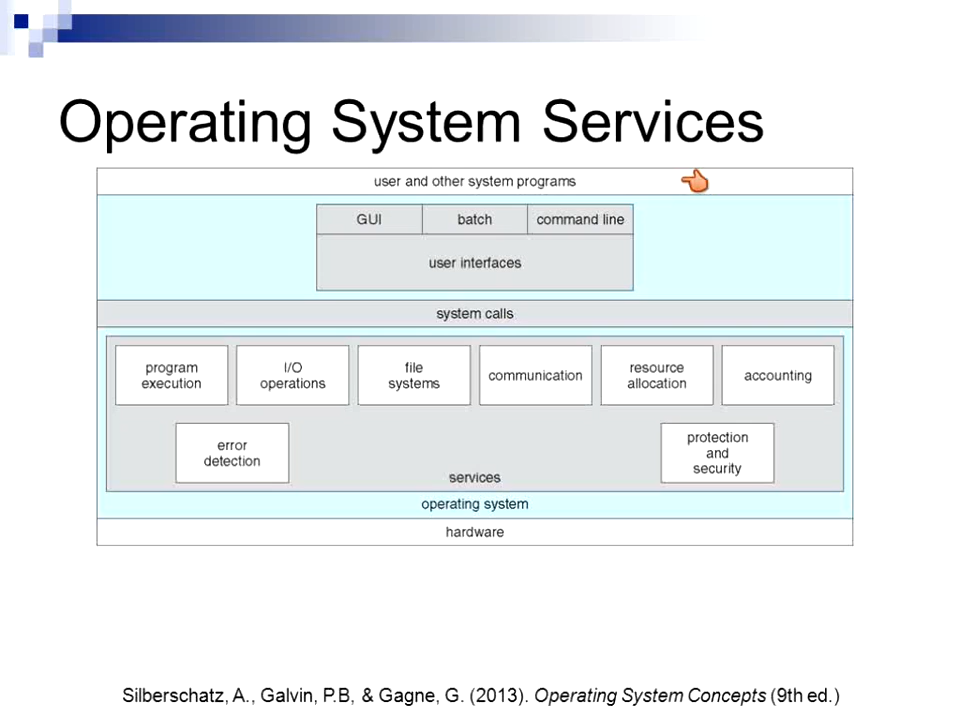 Operating System Services
user and other system programs
GUI
batch
command line
user interfaces
system calls
program
execution
I/O
operations
file
systems
communication
resource
allocation
accounting
error
detection
protection
and
security
services
operating system
hardware
Silberschatz, A., Galvin, P.B, & Gagne, G. (2013). Operating System Concepts (9th ed.)